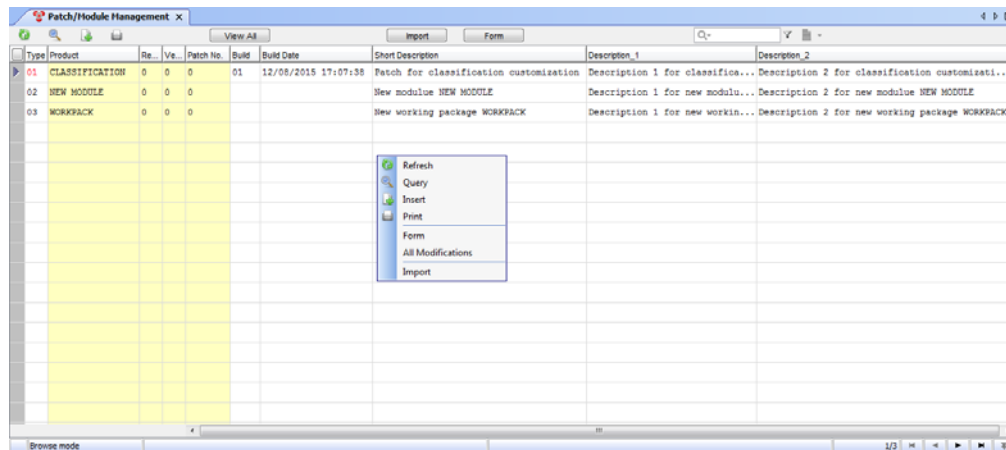 Patch/Module Management
View All Import Form
Type Product Re... Ve... Patch No. Build Build Date Short Description Description_1 Description_2
01 CLASSIFICATION 0 0 0 01 12/08/2015 17:07:38 Patch for classification customization Description 1 for classifica... Description 2 for classification customizati...
02 NEW MODULE 0 0 0 New modulue NEW MODULE Description 1 for new modulu... Description 2 for new modulue NEW MODULE
03 WORKPACK 0 0 0 New working package WORKPACK Description 1 for new workin... Description 2 for new working package WORKPACK
Refresh
Query
Insert
Print
Form
All Modifications
Import
Browse mode 1/3